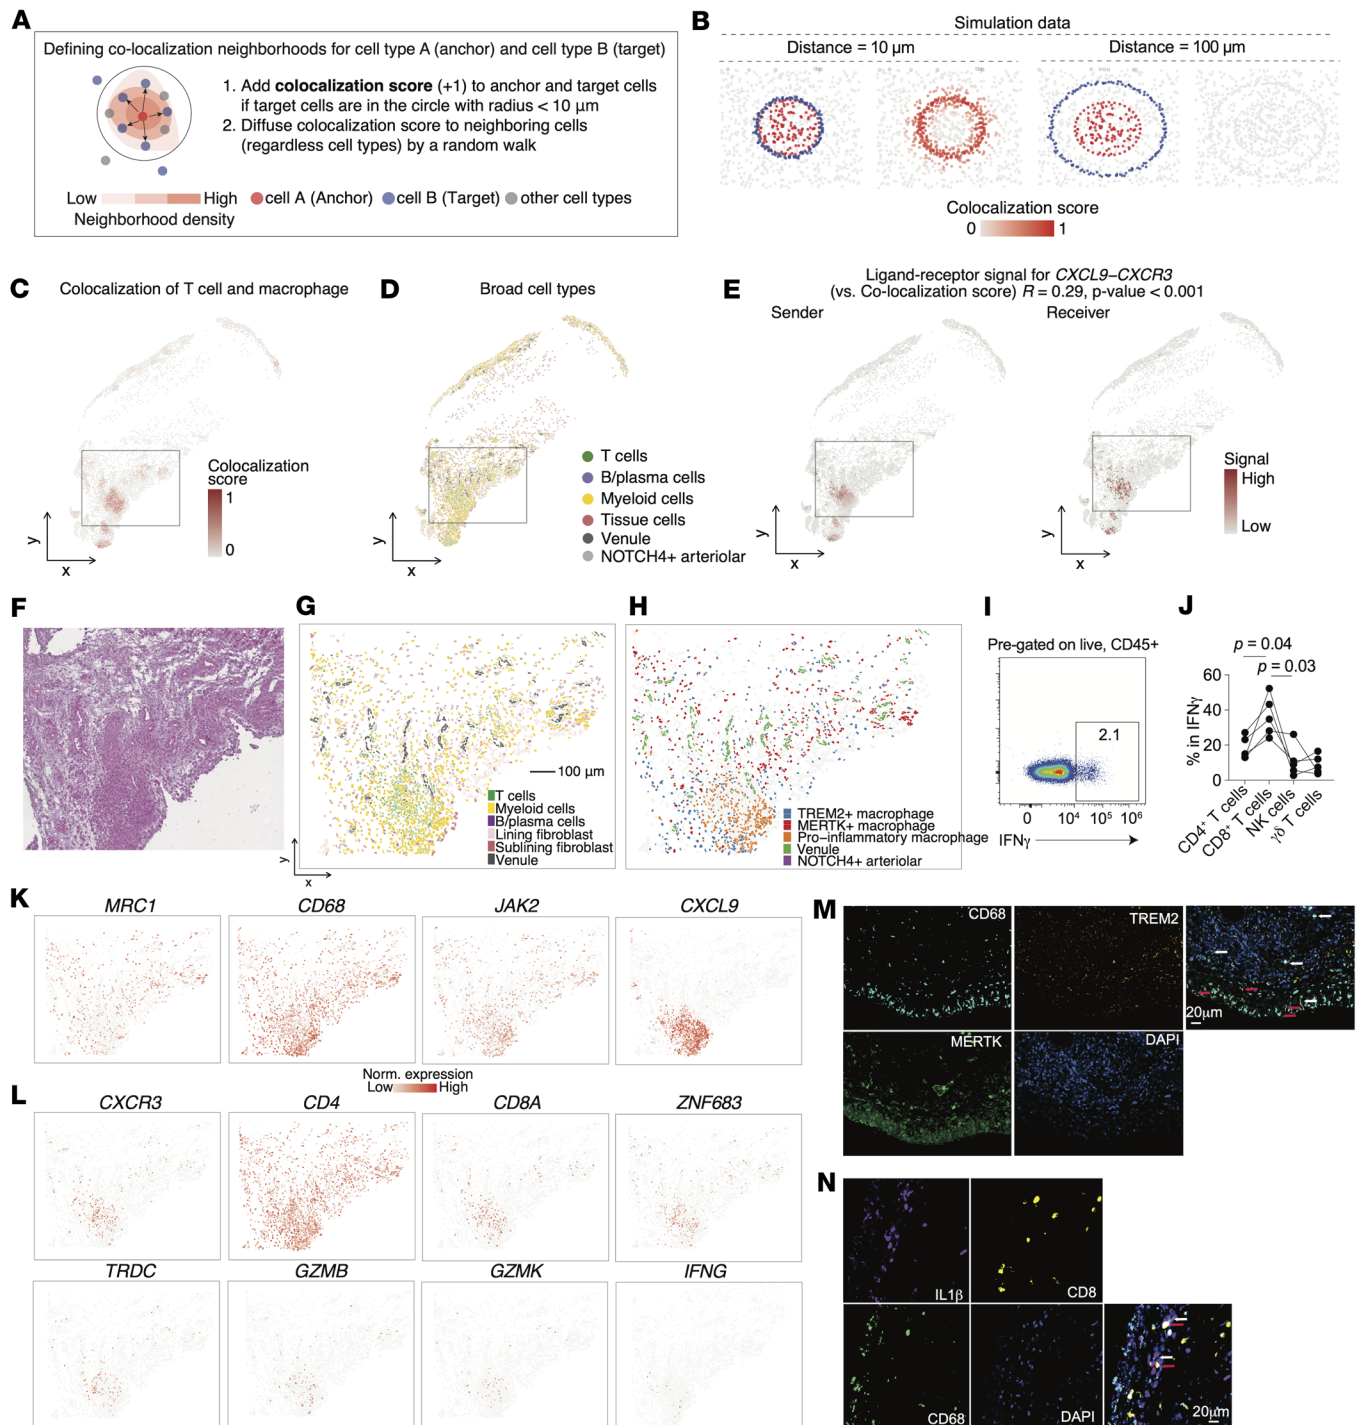 A
Defining co-localization neighborhoods for cell type A (anchor) and cell type B (target)
1. Add colocalization score (+1) to anchor and target cells
if target cells are in the circle with radius < 10 µm
2. Diffuse colocalization score to neighboring cells
(regardless cell types) by a random walk
Low High
Neighborhood density
cell A (Anchor) cell B (Target) other cell types
B
Simulation data
Distance = 10 µm
Distance = 100 µm
Colocalization score
0 1
C
Colocalization of T cell and macrophage
Colocalization
score
1
0
y
x
D
Broad cell types
T cells
B/plasma cells
Myeloid cells
Tissue cells
Venule
NOTCH4+ arteriolar
y
x
E
Ligand-receptor signal for CXCL9–CXCR3
(vs. Co-localization score) R = 0.29, p-value < 0.001
Sender
Receiver
Signal
High
Low
y
x
y
x
F
G
100 µm
T cells
Myeloid cells
B/plasma cells
Lining fibroblast
Sublining fibroblast
Venule
y
x
H
TREM2+ macrophage
MERTK+ macrophage
Pro–inflammatory macrophage
Venule
NOTCH4+ arteriolar
I
Pre-gated on live, CD45+
2.1
0 10⁴ 10⁵ 10⁶
IFNγ
J
p = 0.04
p = 0.03
% in IFNγ
60
40
20
0
CD4⁺ T cells
CD8⁺ T cells
NK cells
γδ T cells
K
MRC1
CD68
JAK2
CXCL9
Norm. expression
Low High
L
CXCR3
CD4
CD8A
ZNF683
TRDC
GZMB
GZMK
IFNG
M
CD68
TREM2
20µm
MERTK
DAPI
N
IL1β
CD8
CD68
DAPI
20µm